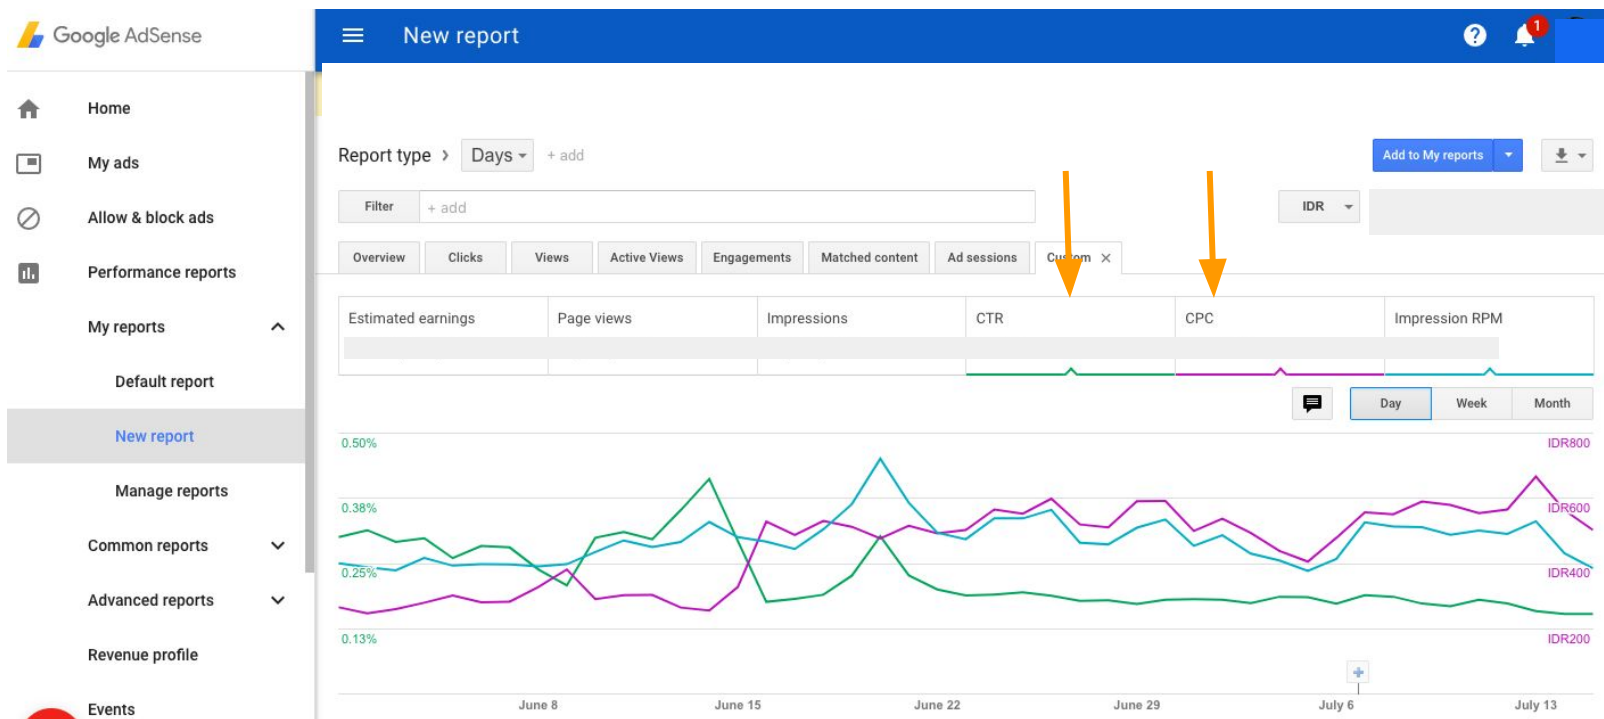 Google AdSense
New report
1
Home
My ads
Allow & block ads
Performance reports
My reports
Default report
New report
Manage reports
Common reports
Advanced reports
Revenue profile
Events
Report type > Days + add
Add to My reports
Filter + add
IDR
Overview Clicks Views Active Views Engagements Matched content Ad sessions Custom ×
Estimated earnings Page views Impressions CTR CPC Impression RPM
Day Week Month
0.50% IDR800
0.38% IDR600
0.25% IDR400
0.13% IDR200
June 8 June 15 June 22 June 29 July 6 July 13